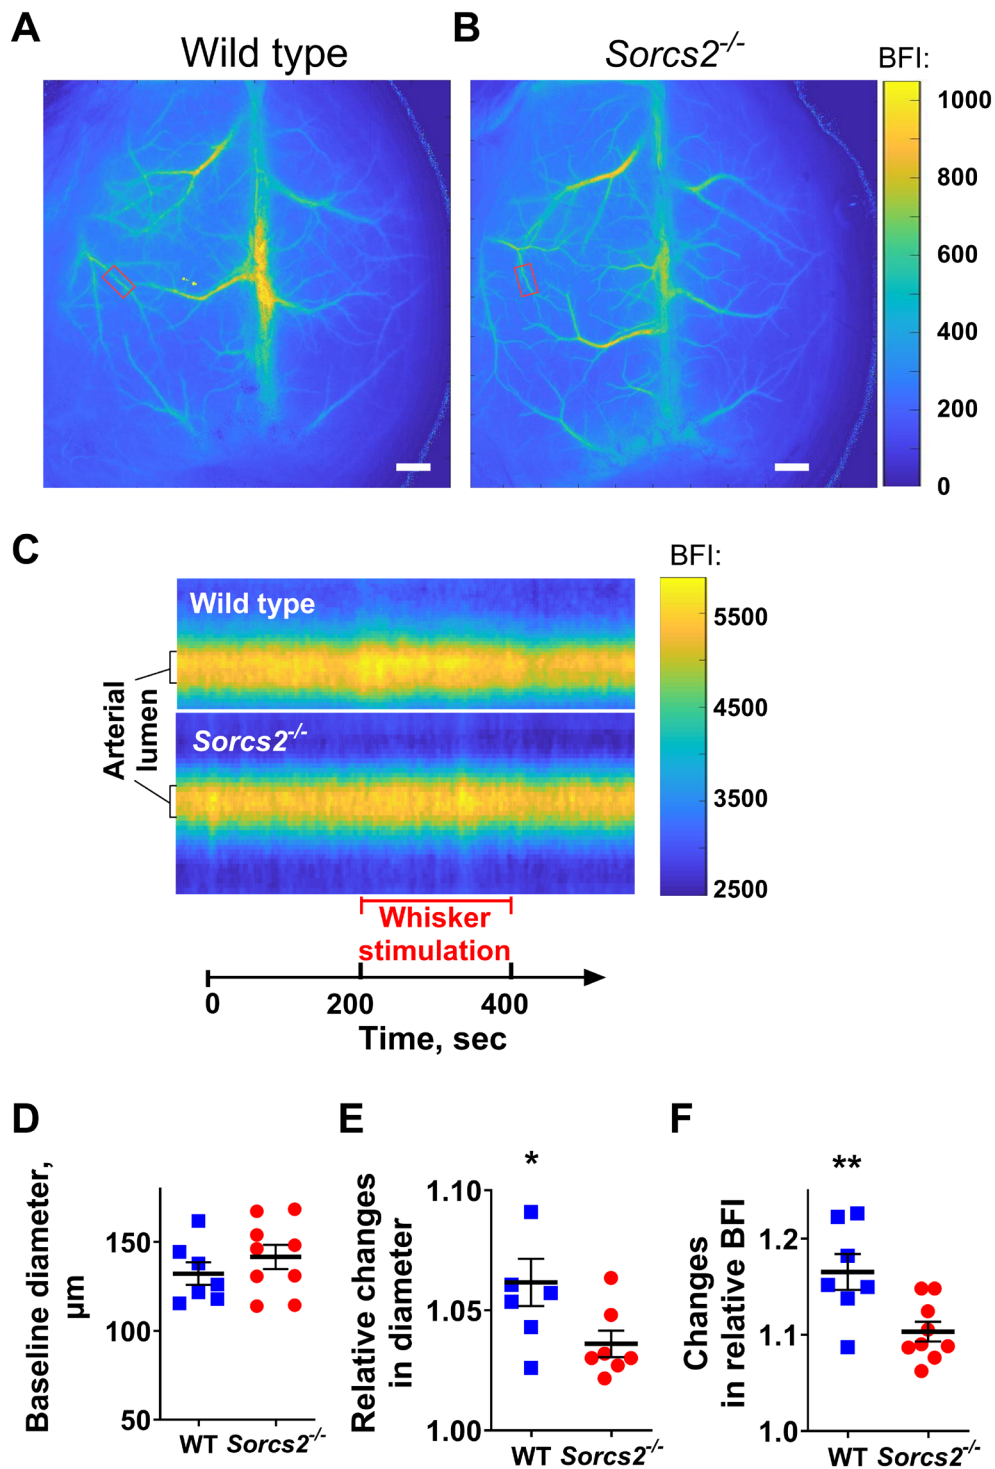 A
Wild type
B
Sorcs2-/-
BFI:
1000
800
600
400
200
0
C
BFI:
Wild type
Sorcs2-/-
Arterial
lumen
5500
4500
3500
2500
Whisker
stimulation
0
200
400
Time, sec
D
Baseline diameter,
µm
150
100
50
WT
Sorcs2-/-
E
*
Relative changes
in diameter
1.10
1.05
1.00
WT
Sorcs2-/-
F
**
Changes
in relative BFI
1.2
1.1
1.0
WT
Sorcs2-/-